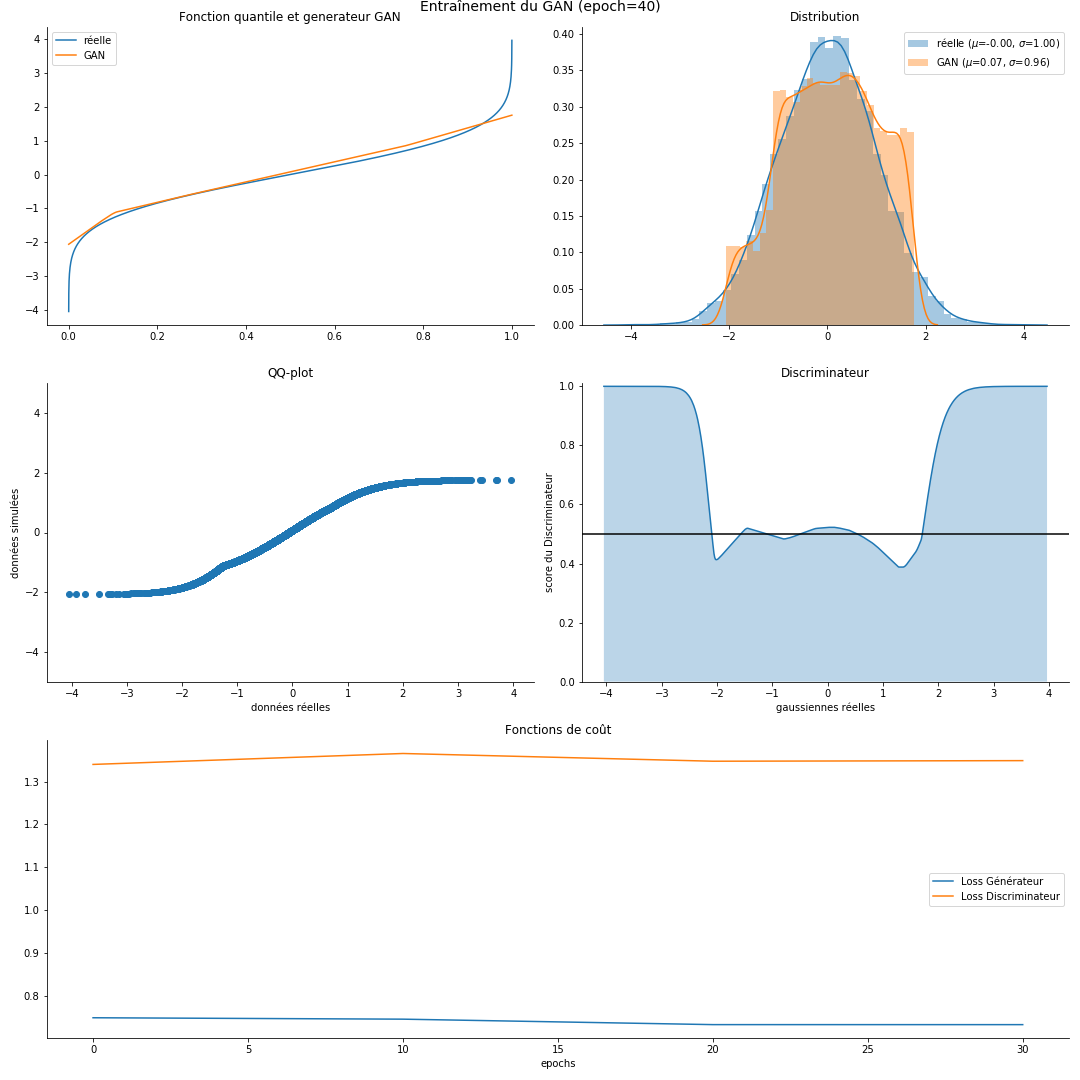 Entraînement du GAN (epoch=40)
Fonction quantile et generateur GAN
réelle
GAN
4
3
2
1
0
−1
−2
−3
−4
0.0 0.2 0.4 0.6 0.8 1.0
Distribution
réelle (μ=-0.00, σ=1.00)
GAN (μ=0.07, σ=0.96)
0.40
0.35
0.30
0.25
0.20
0.15
0.10
0.05
0.00
−4 −2 0 2 4
QQ-plot
données simulées
4
2
0
−2
−4
−4 −3 −2 −1 0 1 2 3 4
données réelles
Discriminateur
score du Discriminateur
1.0
0.8
0.6
0.4
0.2
0.0
−4 −3 −2 −1 0 1 2 3 4
gaussiennes réelles
Fonctions de coût
1.3
1.2
1.1
1.0
0.9
0.8
Loss Générateur
Loss Discriminateur
0 5 10 15 20 25 30
epochs